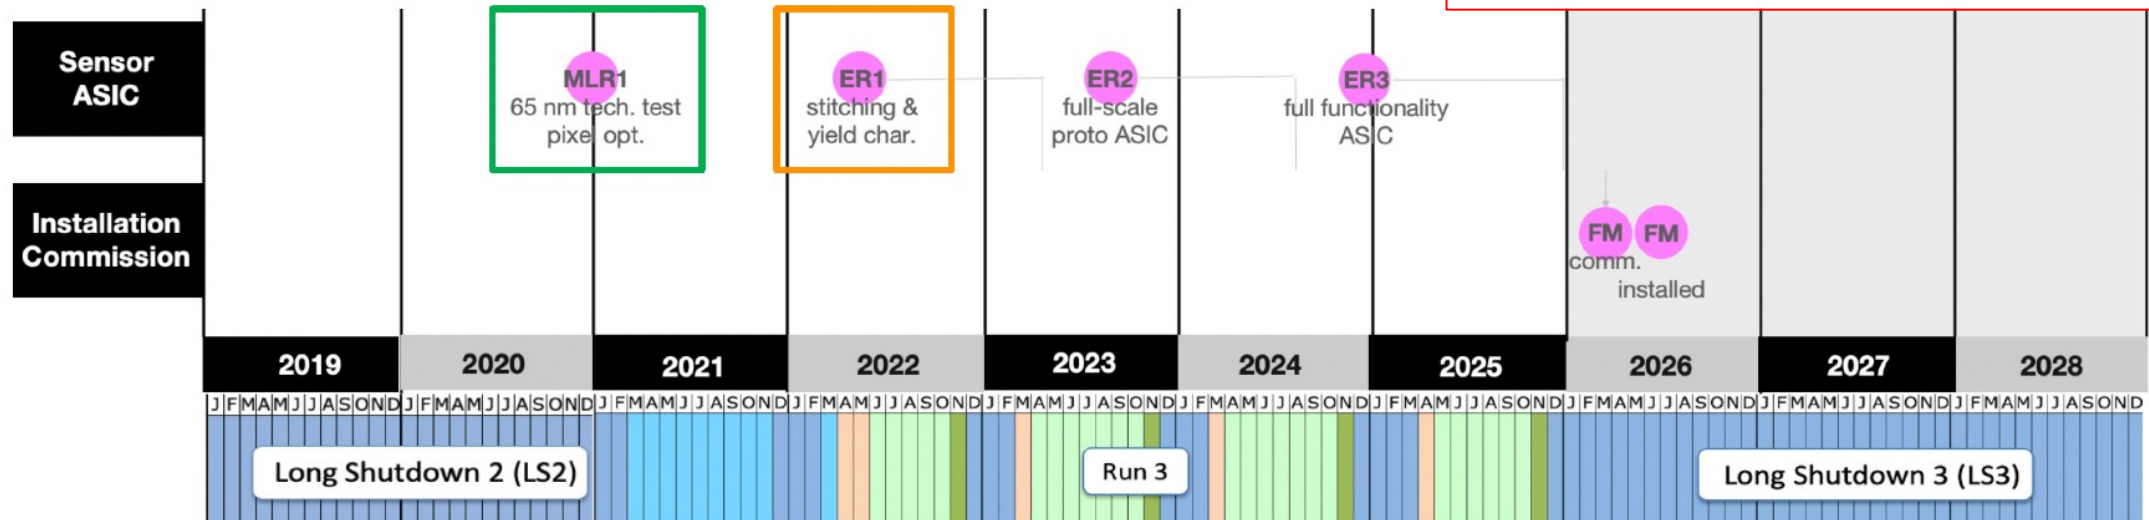 Sensor
ASIC
MLR1
65 nm tech. test
pixel opt.
ER1
stitching &
yield char.
ER2
full-scale
proto ASIC
ER3
full functionality
ASIC
Installation
Commission
FM
comm.
FM
installed
2019 2020 2021 2022 2023 2024 2025 2026 2027 2028
J F M A M J J A S O N D J F M A M J J A S O N D J F M A M J J A S O N D J F M A M J J A S O N D J F M A M J J A S O N D J F M A M J J A S O N D J F M A M J J A S O N D J F M A M J J A S O N D J F M A M J J A S O N D J F M A M J J A S O N D
Long Shutdown 2 (LS2)
Run 3
Long Shutdown 3 (LS3)